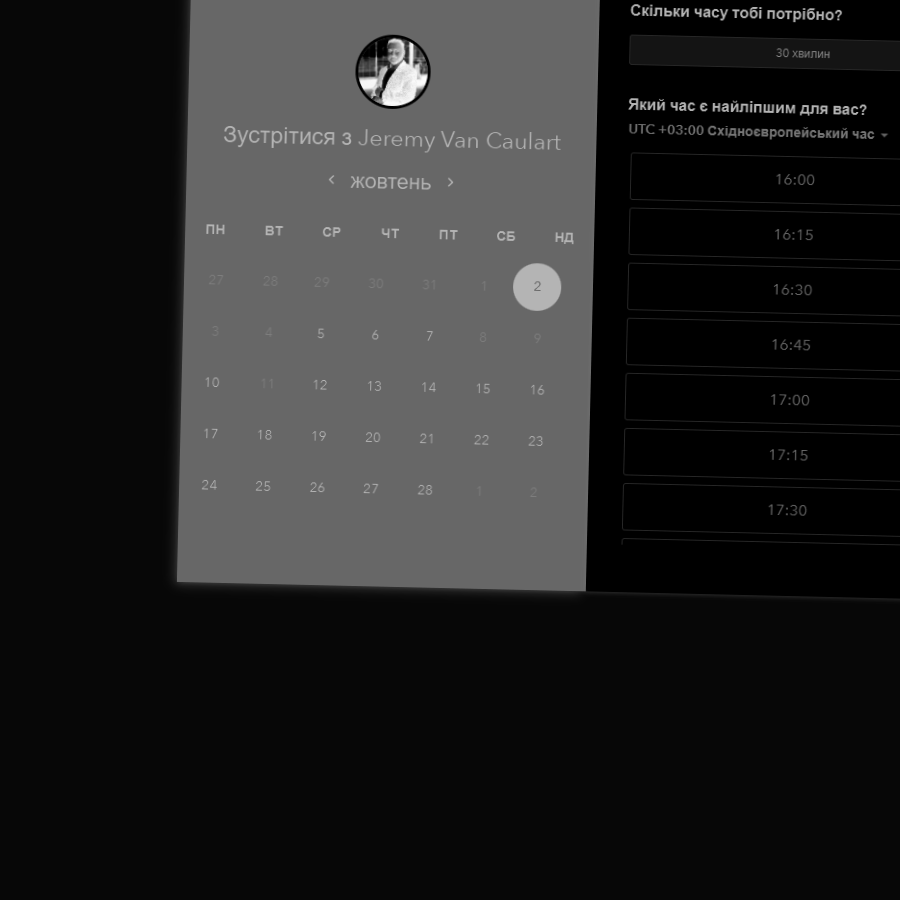 Зустрітися з Jeremy Van Caulart
жовтень
ПН ВТ СР ЧТ ПТ СБ НД
27 28 29 30 31 1 2
3 4 5 6 7 8 9
10 11 12 13 14 15 16
17 18 19 20 21 22 23
24 25 26 27 28 1 2
Скільки часу тобі потрібно?
30 хвилин
Який час є найліпшим для вас?
UTC +03:00 Східноєвропейський час
16:00
16:15
16:30
16:45
17:00
17:15
17:30